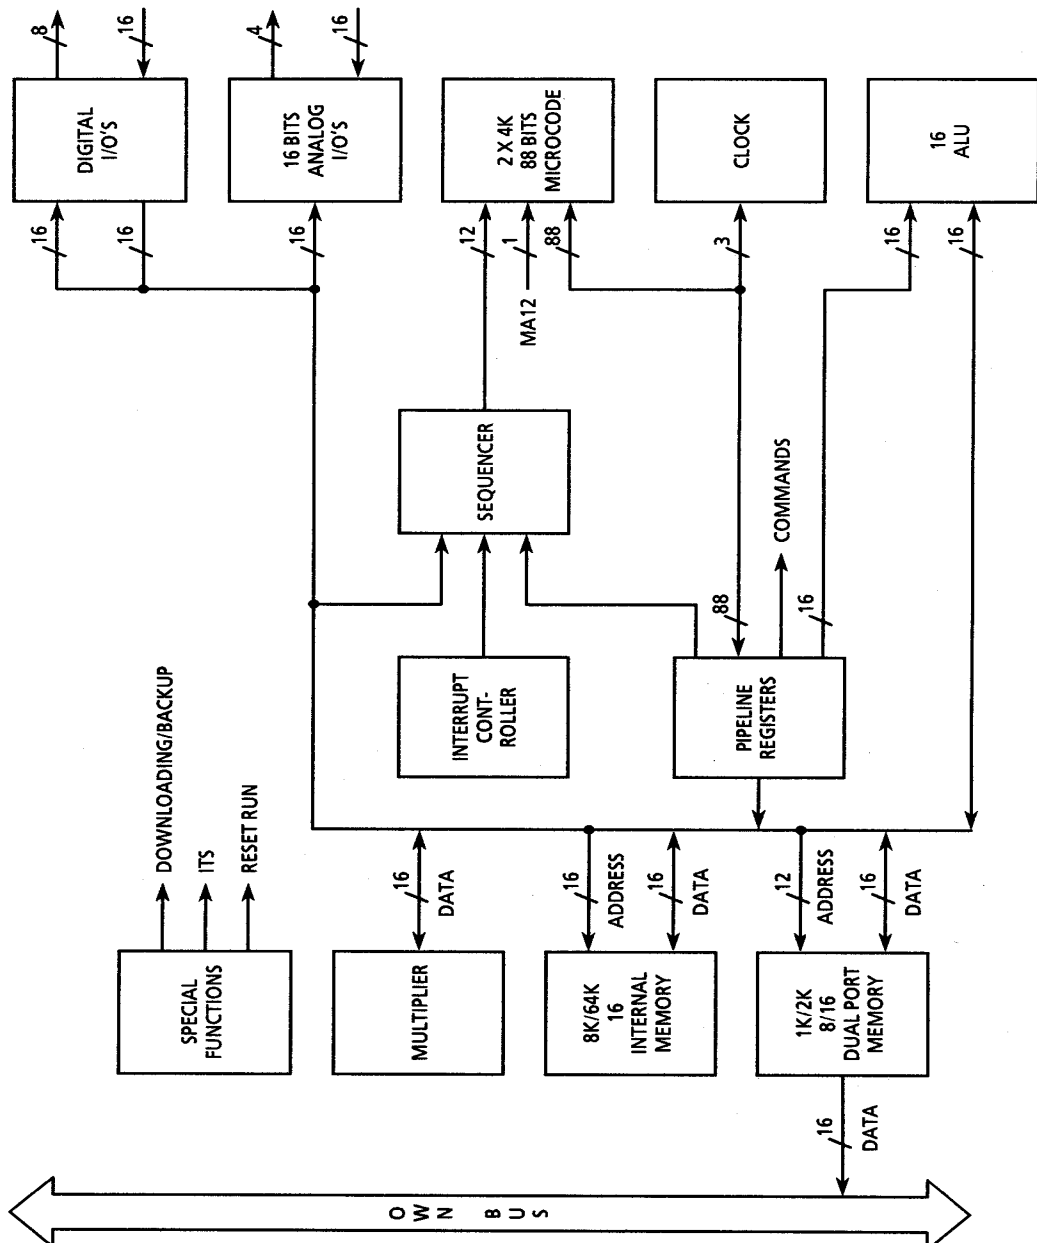 8
16
4
16
DIGITAL
I/O'S
16 BITS
ANALOG
I/O'S
2 X 4K
88 BITS
MICROCODE
CLOCK
16
ALU
16
16
16
12
1
88
3
16
16
MA12
SEQUENCER
COMMANDS
88
16
DOWNLOADING/BACKUP
ITS
RESET RUN
INTERRUPT
CONT-
ROLLER
PIPELINE
REGISTERS
16
DATA
16
ADDRESS
16
DATA
12
ADDRESS
16
DATA
SPECIAL
FUNCTIONS
MULTIPLIER
8K/64K
16
INTERNAL
MEMORY
1K/2K
8/16
DUAL PORT
MEMORY
16
DATA
OWN BUS